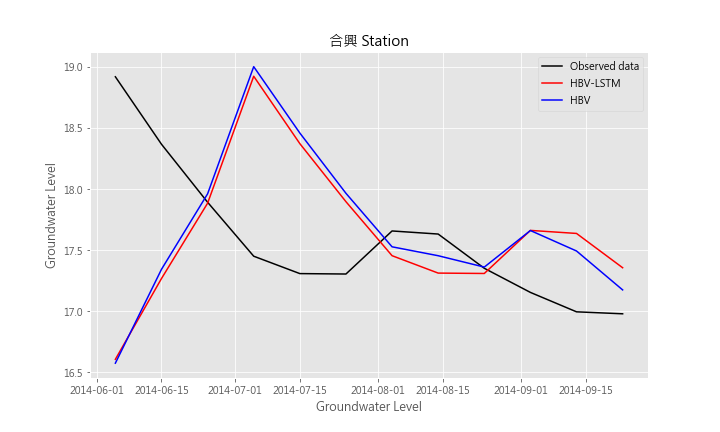 合興 Station
Observed data
HBV-LSTM
HBV
Groundwater Level
19.0
18.5
18.0
17.5
17.0
16.5
2014-06-01 2014-06-15 2014-07-01 2014-07-15 2014-08-01 2014-08-15 2014-09-01 2014-09-15
Groundwater Level